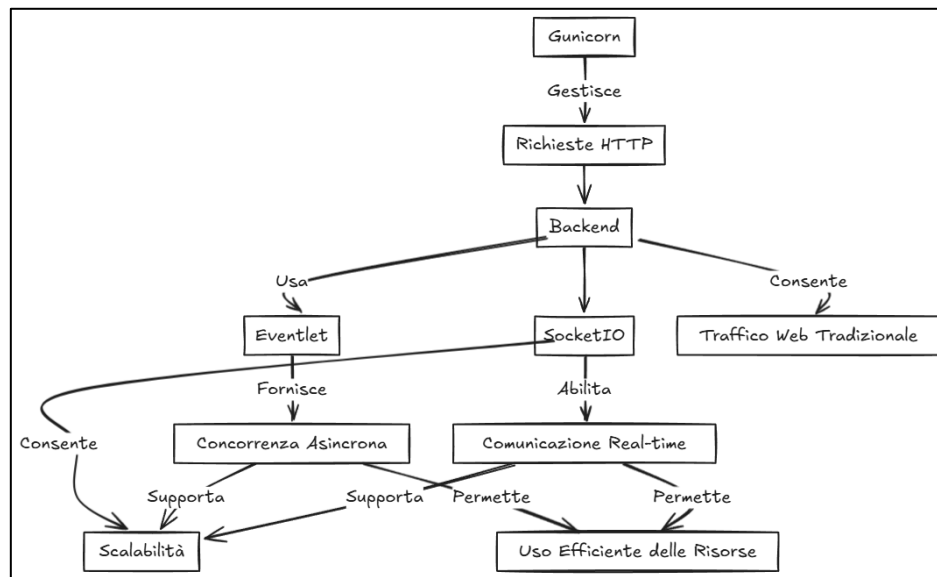 Gunicorn
Gestisce
Richieste HTTP
Backend
Usa
Consente
Eventlet
SocketIO
Traffico Web Tradizionale
Fornisce
Abilita
Consente
Concorrenza Asincrona
Comunicazione Real-time
Supporta
Supporta
Permette
Permette
Scalabilità
Uso Efficiente delle Risorse